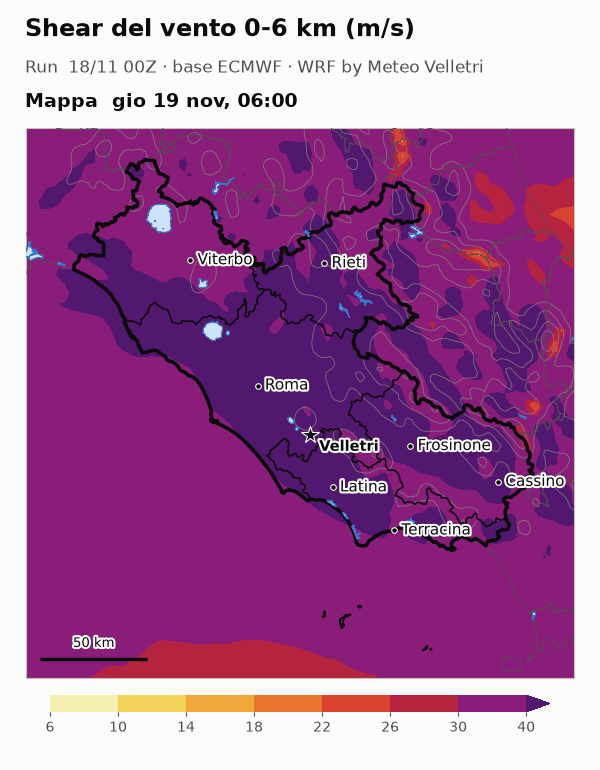 Shear del vento 0-6 km (m/s)
Run  18/11 00Z · base ECMWF · WRF by Meteo Velletri
Mappa  gio 19 nov, 06:00
Viterbo
Rieti
Roma
Velletri
Frosinone
Latina
Cassino
Terracina
50 km
6 10 14 18 22 26 30 40